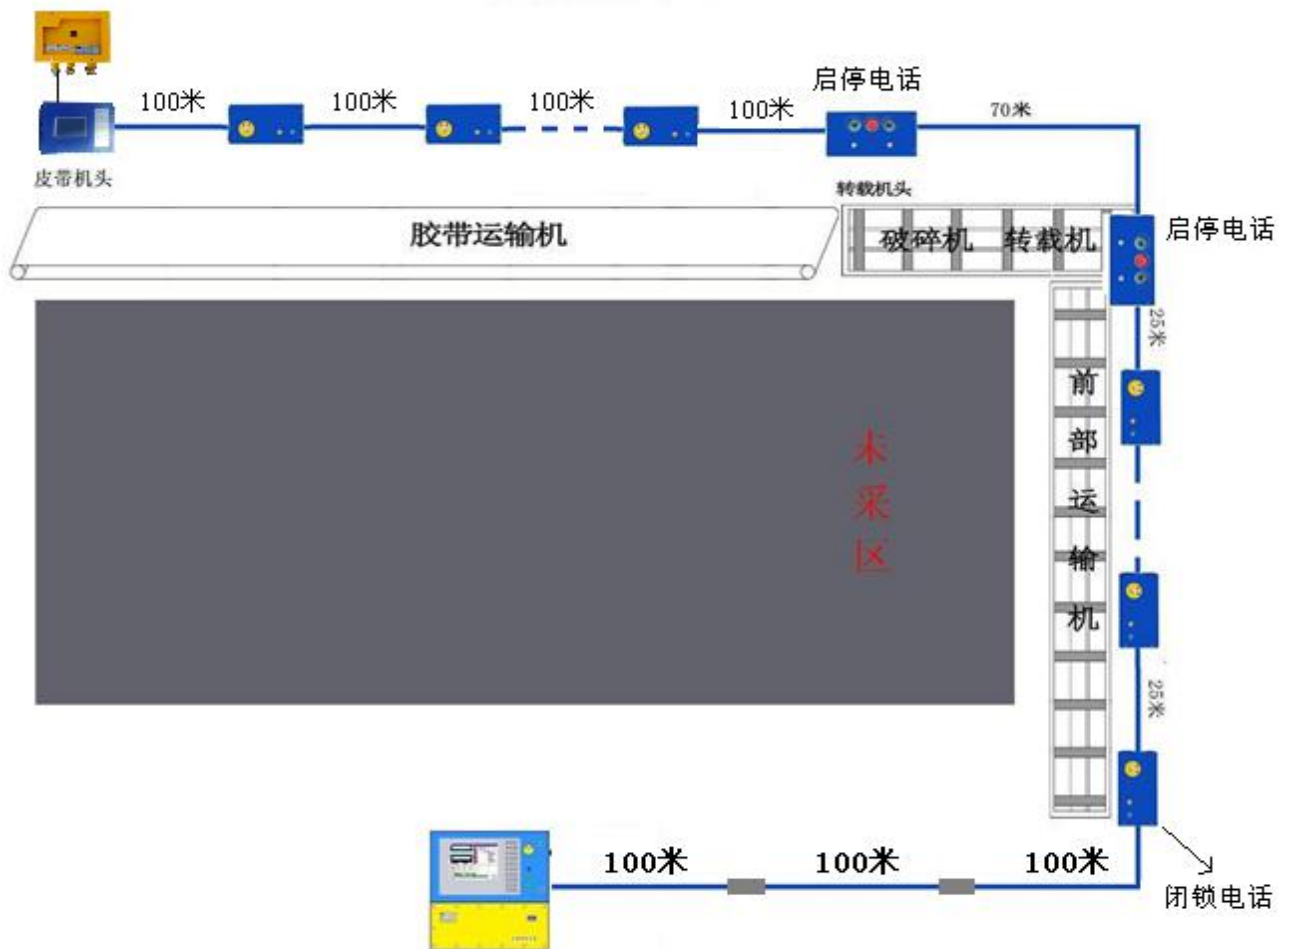 启停电话
100米
100米
100米
100米
70米
皮带机头
转载机头
胶带运输机
破碎机
转载机
启停电话
25米
前部运输机
未采区
25米
100米
100米
100米
闭锁电话